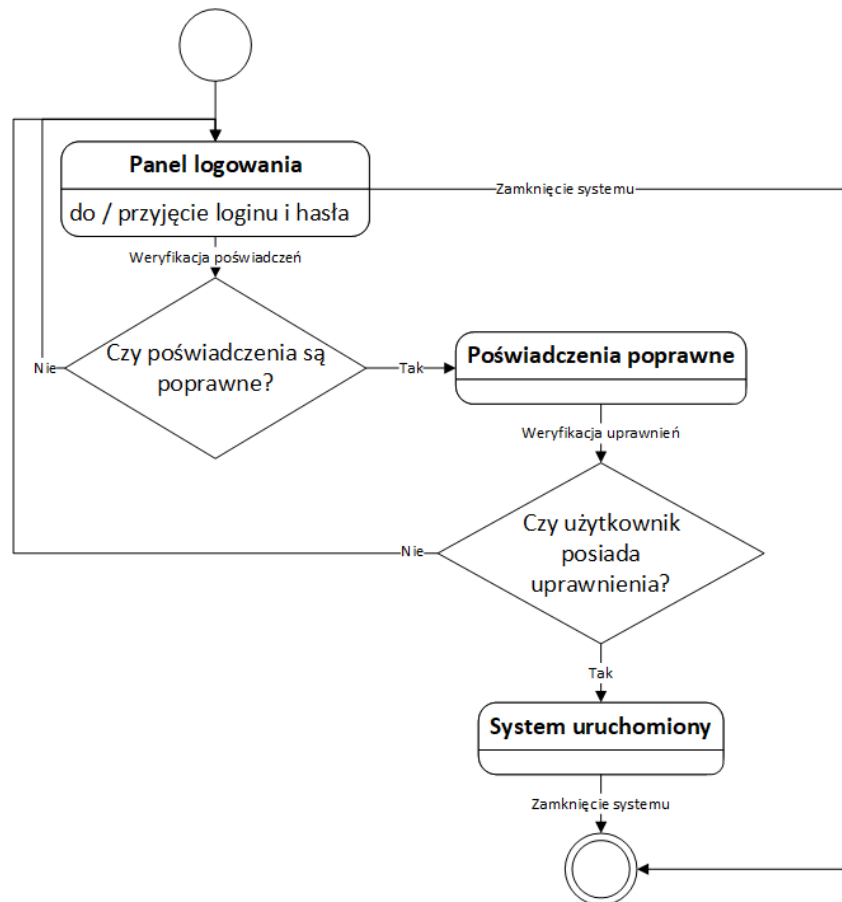 Panel logowania
do / przyjęcie loginu i hasła
Zamknięcie systemu
Weryfikacja poświadczeń
Czy poświadczenia są
poprawne?
Nie
Tak
Poświadczenia poprawne
Weryfikacja uprawnień
Czy użytkownik
posiada
uprawnienia?
Nie
Tak
System uruchomiony
Zamknięcie systemu